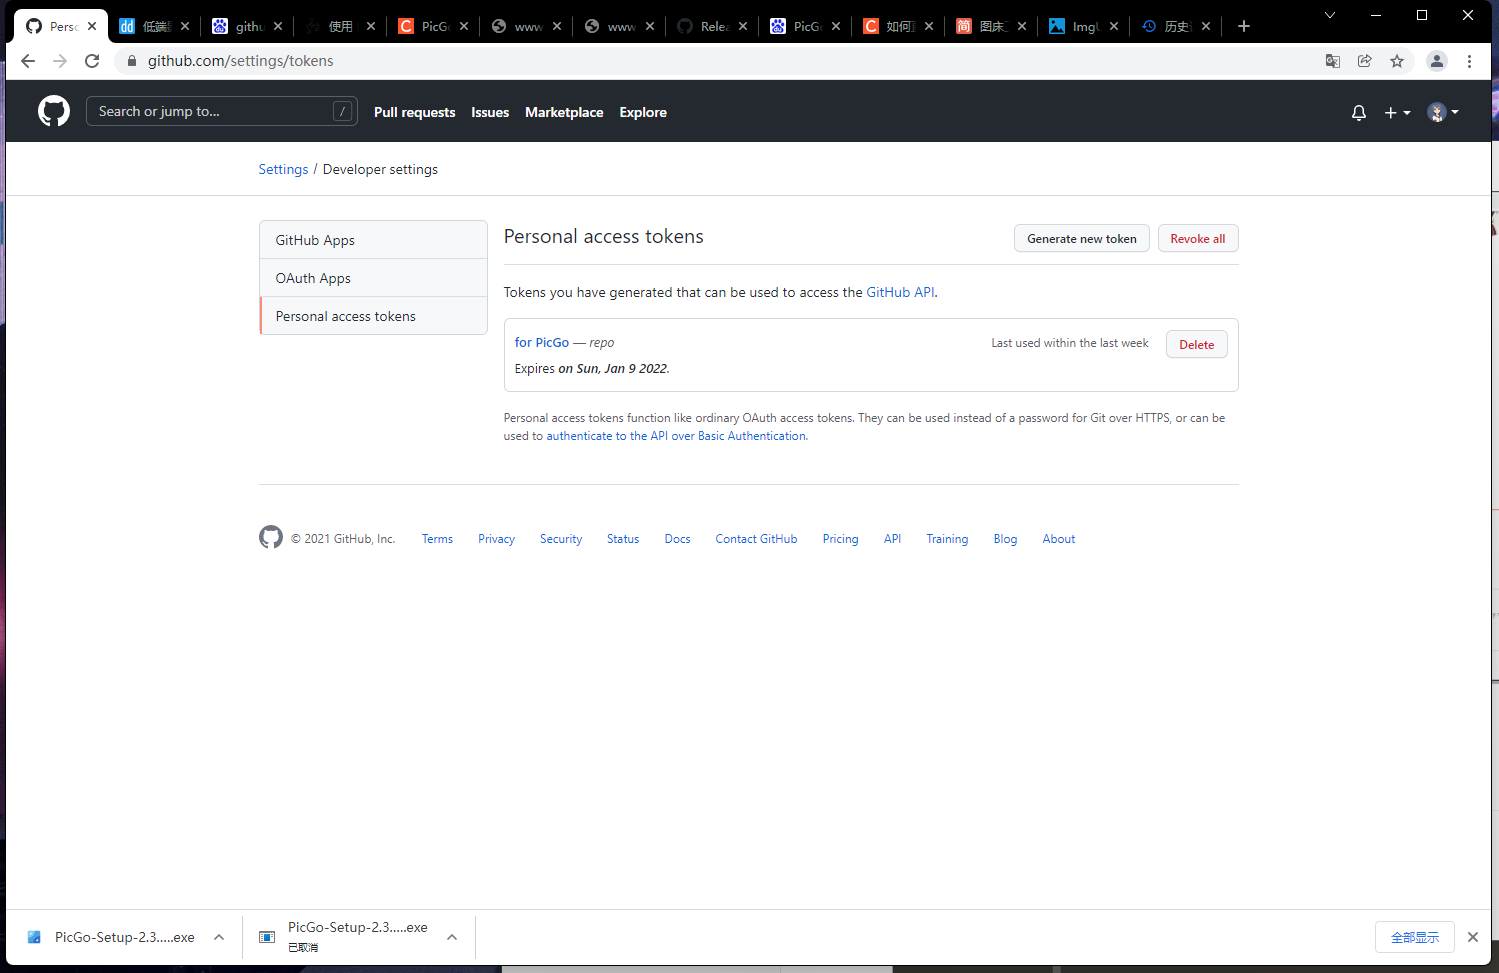 Perso
低端
githu
使用
PicGo
www
www
Relea
PicGo
如何
图床
ImgU
历史
github.com/settings/tokens
Search or jump to...
/
Pull requests
Issues
Marketplace
Explore
Settings / Developer settings
GitHub Apps
OAuth Apps
Personal access tokens
Personal access tokens
Generate new token
Revoke all
Tokens you have generated that can be used to access the GitHub API.
for PicGo — repo
Last used within the last week
Delete
Expires on Sun, Jan 9 2022.
Personal access tokens function like ordinary OAuth access tokens. They can be used instead of a password for Git over HTTPS, or can be
used to authenticate to the API over Basic Authentication.
© 2021 GitHub, Inc.
Terms
Privacy
Security
Status
Docs
Contact GitHub
Pricing
API
Training
Blog
About
PicGo-Setup-2.3.....exe
PicGo-Setup-2.3.....exe
已取消
全部显示